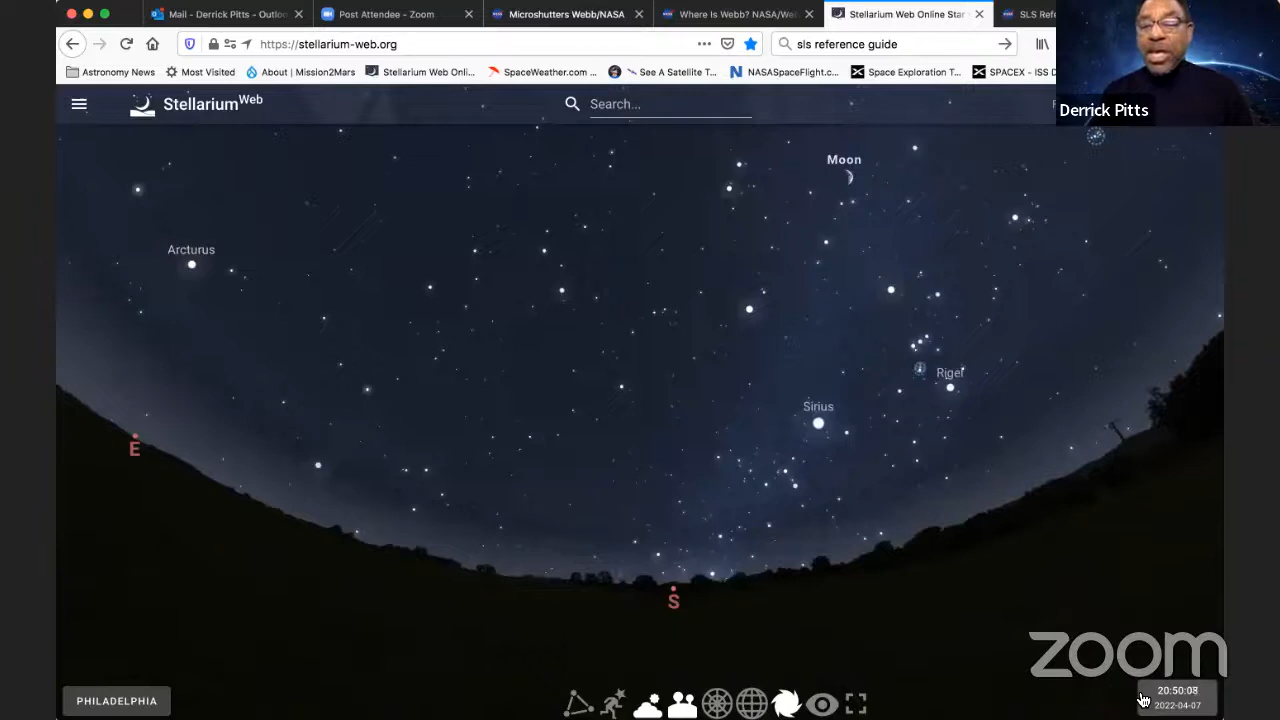 Mail - Derrick Pitts - Outlo
Post Attendee - Zoom
Microshutters Webb/NASA
Where Is Webb? NASA/We
Stellarium Web Online Star
SLS Refe
https://stellarium-web.org
sls reference guide
Astronomy News
Most Visited
About | Mission2Mars
Stellarium Web Onli...
SpaceWeather.com ...
See A Satellite T...
NASASpaceFlight.c...
Space Exploration T...
SPACEX - ISS D
Derrick Pitts
StellariumWeb
Search...
Moon
Arcturus
Rigel
Sirius
E
S
zoom
PHILADELPHIA
20:50:08
2022-04-07